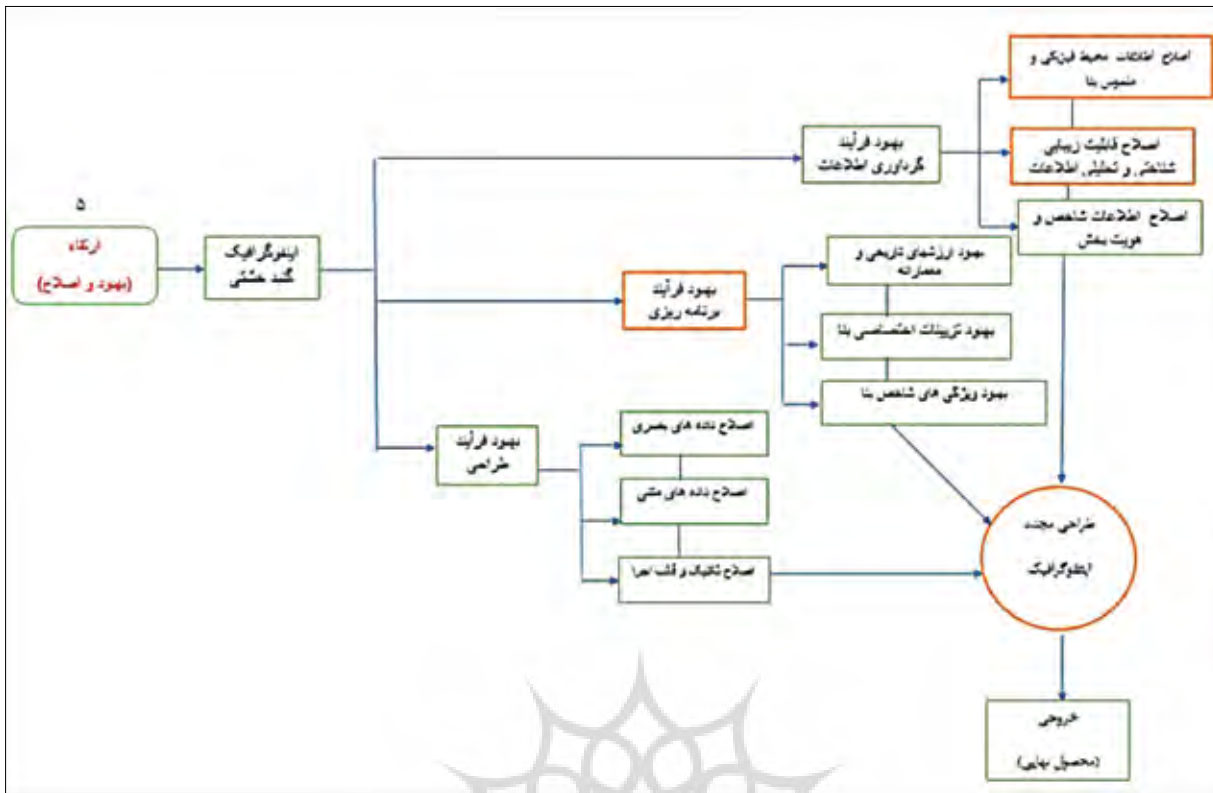 ۵
ارتقاء
(بهبود و اصلاح)
اینفوگرافیک
گنبد خشتی
بهبود فرآیند
گردآوری اطلاعات
اصلاح اطلاعات محیط فیزیکی و
ملموس بنا
اصلاح قابلیت زیبایی
شناختی و تحلیلی اطلاعات
اصلاح اطلاعات شاخص و
هویت بخش
بهبود فرآیند
برنامه ریزی
بهبود ارزشهای تاریخی و
معمارانه
بهبود تزیینات اختصاصی بنا
بهبود ویژگی های شاخص بنا
بهبود فرآیند
طراحی
اصلاح داده های بصری
اصلاح داده های متنی
اصلاح تکنیک و قالب اجرا
طراحی مجدد
اینفوگرافیک
خروجی
(محصول نهایی)